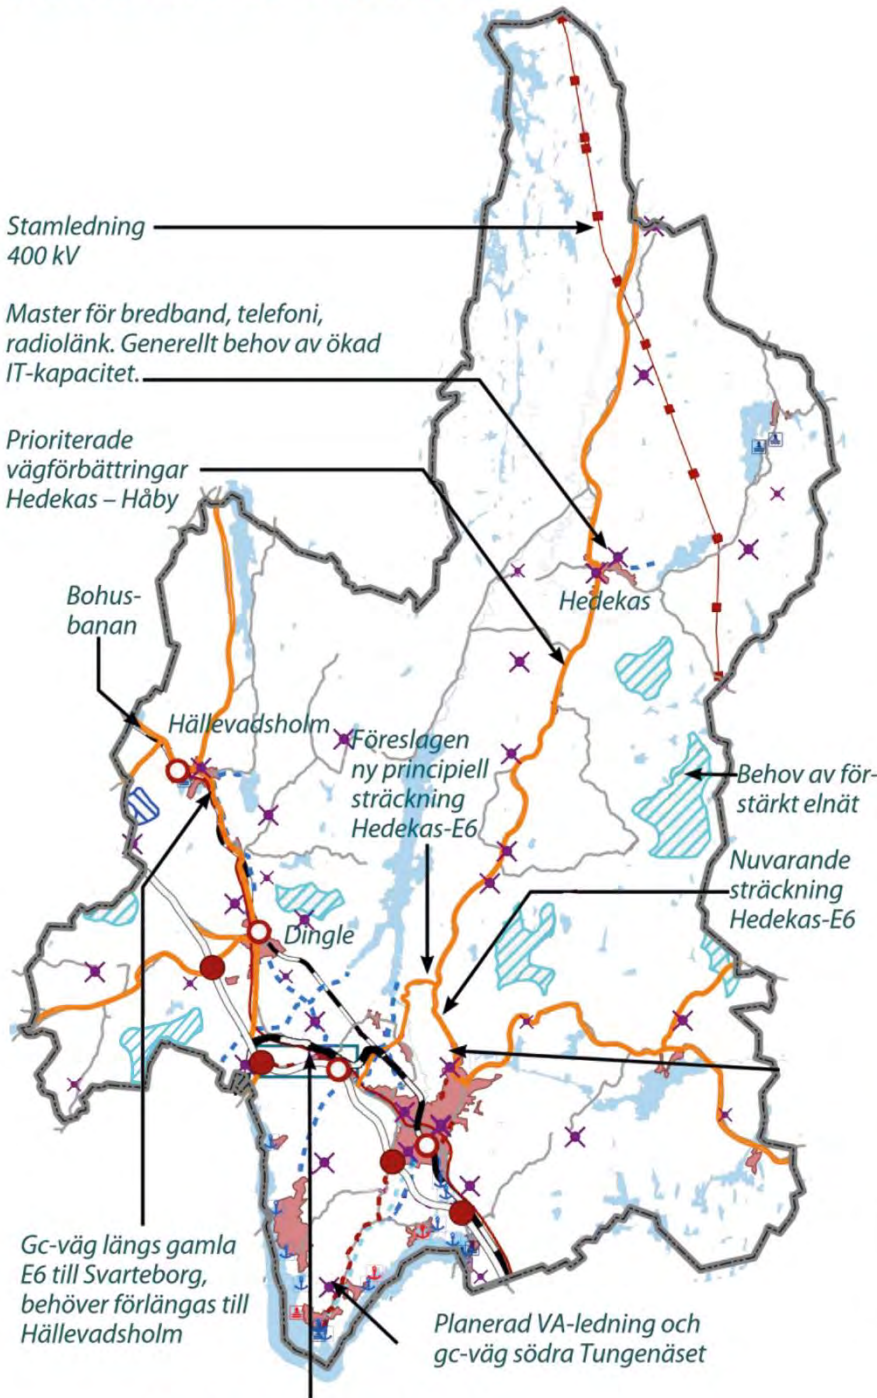 Stamledning
400 kV
Master för bredband, telefoni,
radiolänk. Generellt behov av ökad
IT-kapacitet.
Prioriterade
vägförbättringar
Hedekas – Håby
Hedekas
Bohus-
banan
Hällevadsholm
Föreslagen
ny principiell
sträckning
Hedekas-E6
Behov av för-
stärkt elnät
Nuvarande
sträckning
Hedekas-E6
Dingle
Gc-väg längs gamla
E6 till Svarteborg,
behöver förlängas till
Hällevadsholm
Planerad VA-ledning och
gc-väg södra Tungenäset